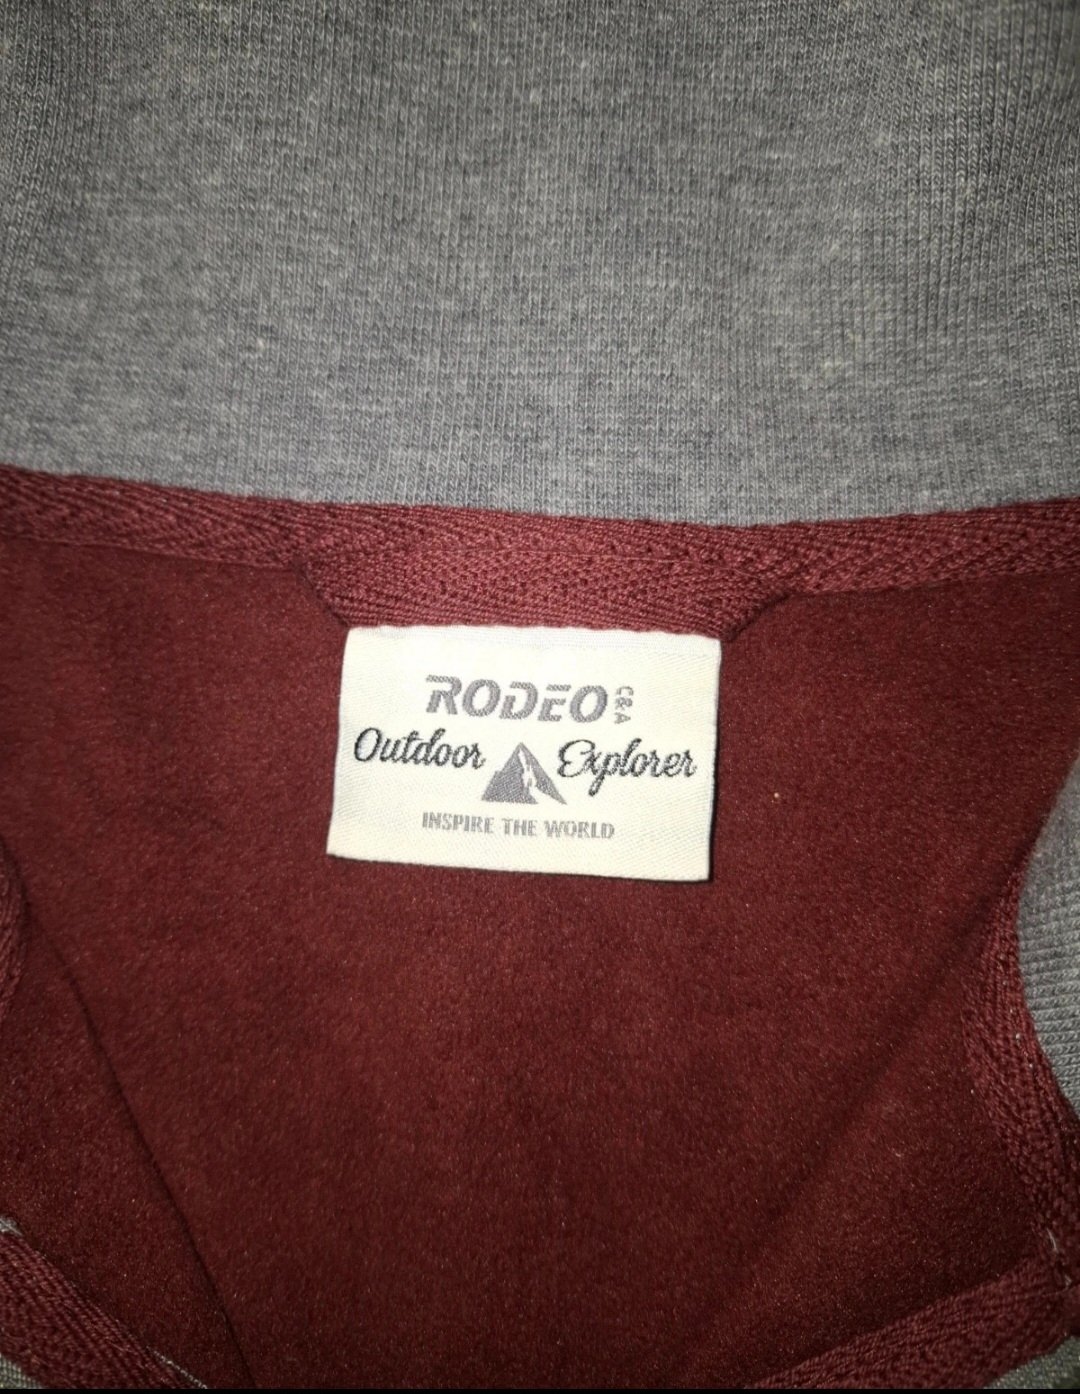 RODEO C&A
Outdoor Explorer
INSPIRE THE WORLD